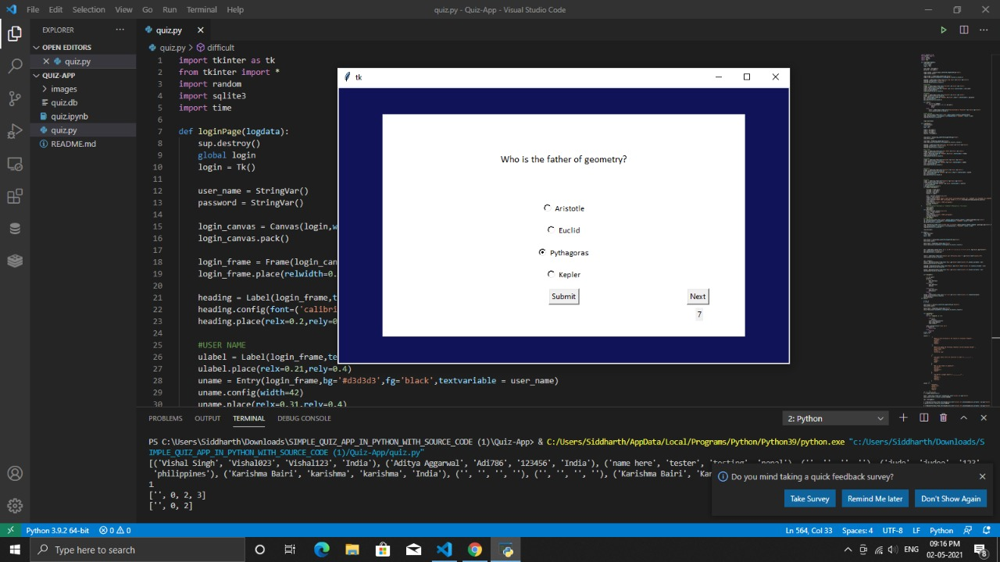 File Edit Selection View Go Run Terminal Help
quiz.py - Quiz-App - Visual Studio Code
EXPLORER
OPEN EDITORS
quiz.py
QUIZ-APP
images
quiz.db
quiz.ipynb
quiz.py
README.md
quiz.py
quiz.py > difficult
1 import tkinter as tk
2 from tkinter import *
3 import random
4 import sqlite3
5 import time
6
7 def loginPage(logdata):
8 sup.destroy()
9 global login
10 login = Tk()
11
12 user_name = StringVar()
13 password = StringVar()
14
15 login_canvas = Canvas(login,w
16 login_canvas.pack()
17
18 login_frame = Frame(login_can
19 login_frame.place(relwidth=0.
20
21 heading = Label(login_frame,t
22 heading.config(font=('calibri
23 heading.place(relx=0.2,rely=0
24
25 #USER NAME
26 ulabel = Label(login_frame,te
27 ulabel.place(relx=0.21,rely=0.4)
28 uname = Entry(login_frame,bg='#d3d3d3',fg='black',textvariable = user_name)
29 uname.config(width=42)
30 uname.place(relx=0.31,rely=0.4)
tk
Who is the father of geometry?
Aristotle
Euclid
Pythagoras
Kepler
Submit
Next
7
PROBLEMS OUTPUT TERMINAL DEBUG CONSOLE
2: Python
PS C:\Users\Siddharth\Downloads\SIMPLE_QUIZ_APP_IN_PYTHON_WITH_SOURCE_CODE (1)\Quiz-App> & C:/Users/Siddharth/AppData/Local/Programs/Python/Python39/python.exe "c:/Users/Siddharth/Downloads/S
IMPLE_QUIZ_APP_IN_PYTHON_WITH_SOURCE_CODE (1)/Quiz-App/quiz.py"
[('Vishal Singh', 'Vishal023', 'Vishal123', 'India'), ('Aditya Aggarwal', 'Adi786', '123456', 'India'), ('name here', 'tester', 'testing', 'nepal'), ('', '', '', ''), ('jude', 'judee', '123',
'philippines'), ('Karishma Bairi', 'karishma', 'karishma', 'India'), ('', '', '', ''), ('', '', '', ''), ('Karishma Bairi', 'Kar
1
['', 0, 2, 3]
['', 0, 2]
Do you mind taking a quick feedback survey?
Take Survey
Remind Me later
Don't Show Again
Python 3.9.2 64-bit 0 0
Ln 564, Col 33 Spaces: 4 UTF-8 LF Python
Type here to search
ENG
09:16 PM
02-05-2021
8